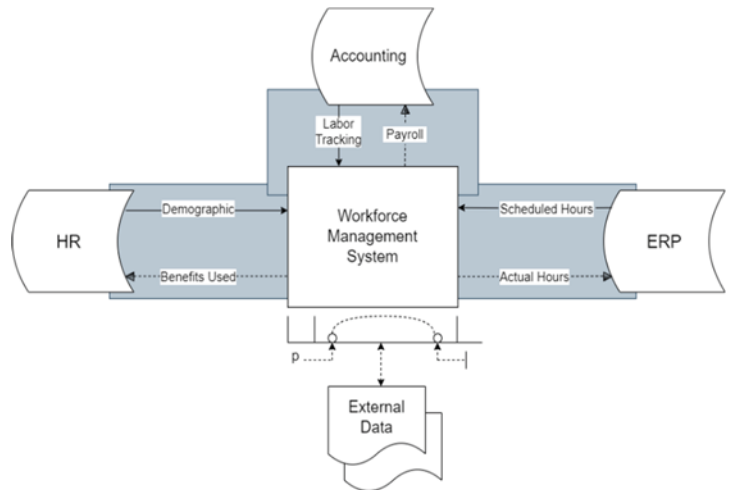 Accounting
Labor
Tracking
Payroll
HR
Demographic
Benefits Used
Workforce
Management
System
Scheduled Hours
Actual Hours
ERP
p
External
Data